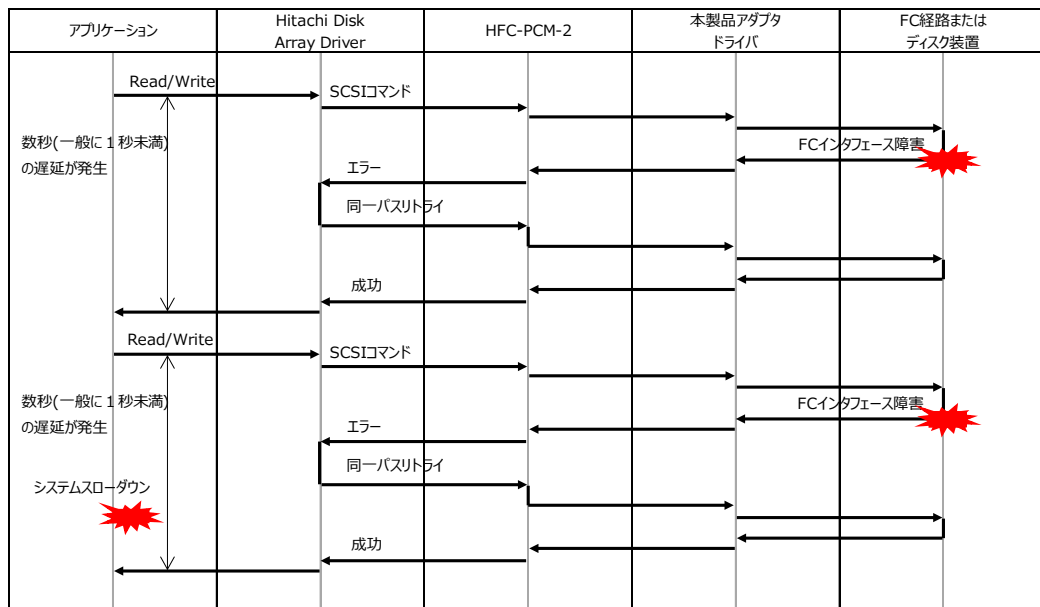 アプリケーション
Hitachi Disk
Array Driver
HFC-PCM-2
本製品アダプタ
ドライバ
FC経路または
ディスク装置
Read/Write
SCSIコマンド
数秒(一般に１秒未満)
の遅延が発生
FCインタフェース障害
エラー
同一パスリトライ
成功
Read/Write
SCSIコマンド
数秒(一般に１秒未満)
の遅延が発生
FCインタフェース障害
エラー
同一パスリトライ
システムスローダウン
成功